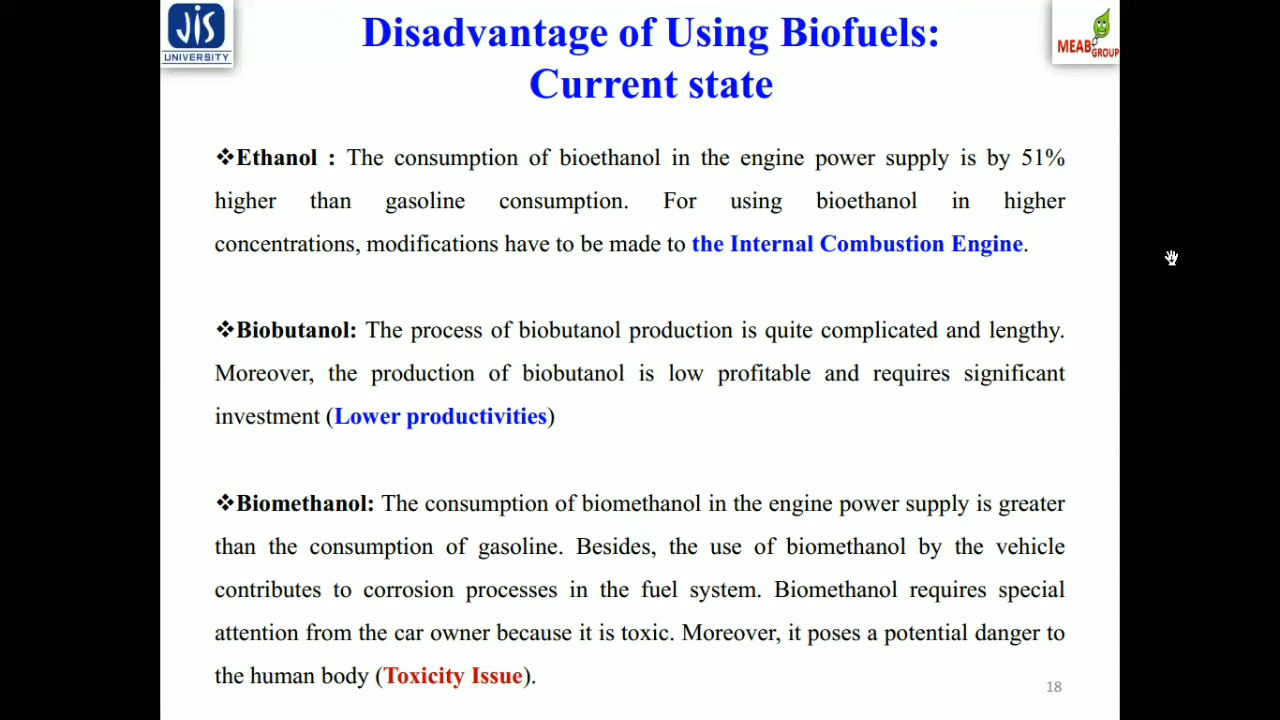 JIS
UNIVERSITY
Disadvantage of Using Biofuels:
Current state
MEAB GROUP
❖Ethanol : The consumption of bioethanol in the engine power supply is by 51%
higher than gasoline consumption. For using bioethanol in higher
concentrations, modifications have to be made to the Internal Combustion Engine.
❖Biobutanol: The process of biobutanol production is quite complicated and lengthy.
Moreover, the production of biobutanol is low profitable and requires significant
investment (Lower productivities)
❖Biomethanol: The consumption of biomethanol in the engine power supply is greater
than the consumption of gasoline. Besides, the use of biomethanol by the vehicle
contributes to corrosion processes in the fuel system. Biomethanol requires special
attention from the car owner because it is toxic. Moreover, it poses a potential danger to
the human body (Toxicity Issue).
18